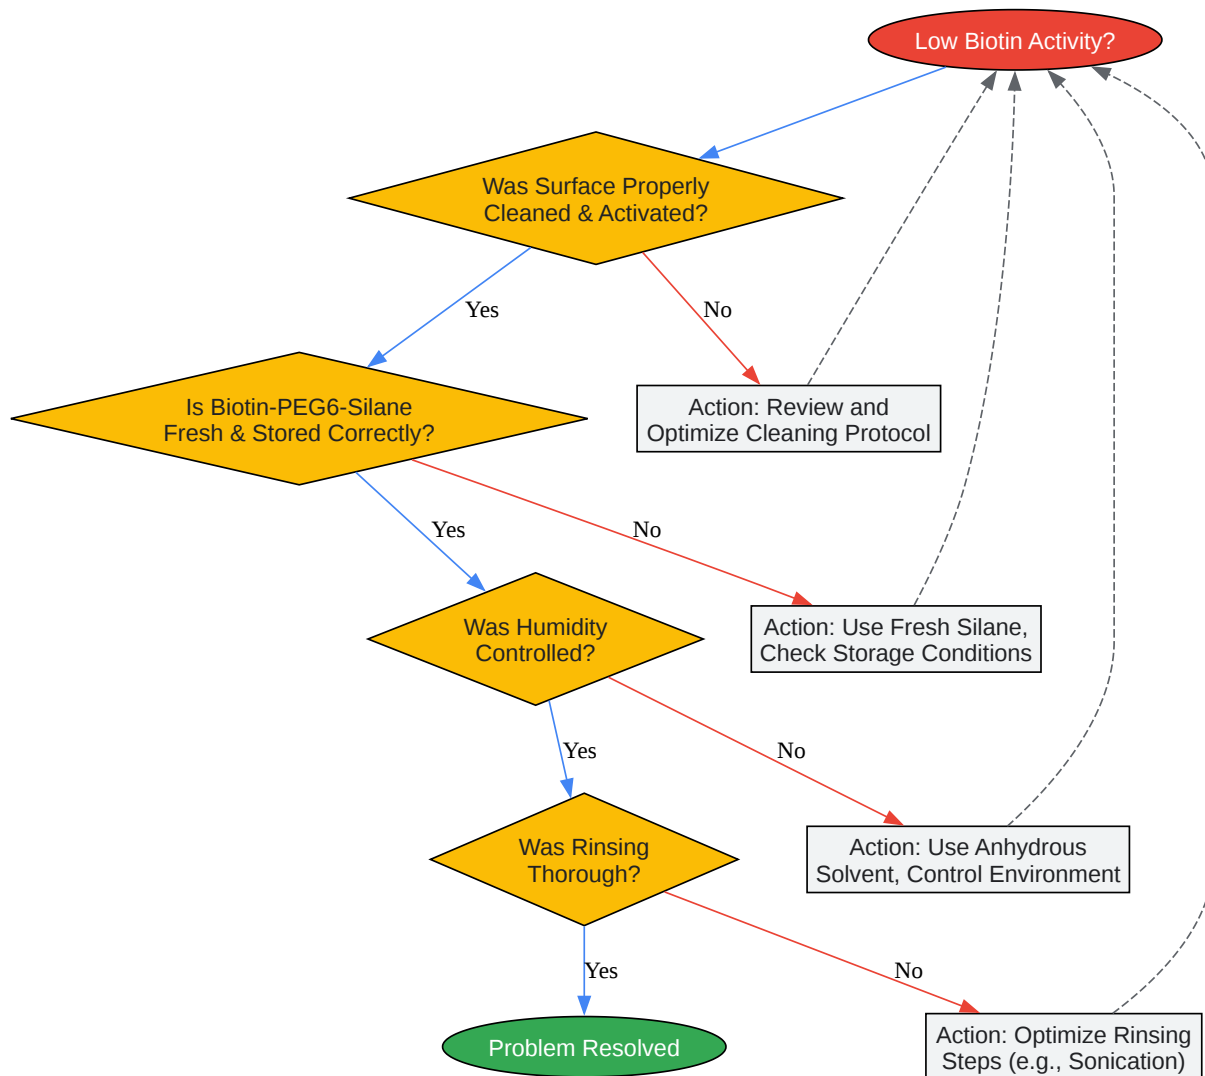 Low Biotin Activity?
Was Surface Properly
Cleaned & Activated?
Yes
No
Is Biotin-PEG6-Silane
Fresh & Stored Correctly?
Action: Review and
Optimize Cleaning Protocol
Yes
No
Was Humidity
Controlled?
Action: Use Fresh Silane,
Check Storage Conditions
Yes
No
Was Rinsing
Thorough?
Action: Use Anhydrous
Solvent, Control Environment
Yes
No
Problem Resolved
Action: Optimize Rinsing
Steps (e.g., Sonication)